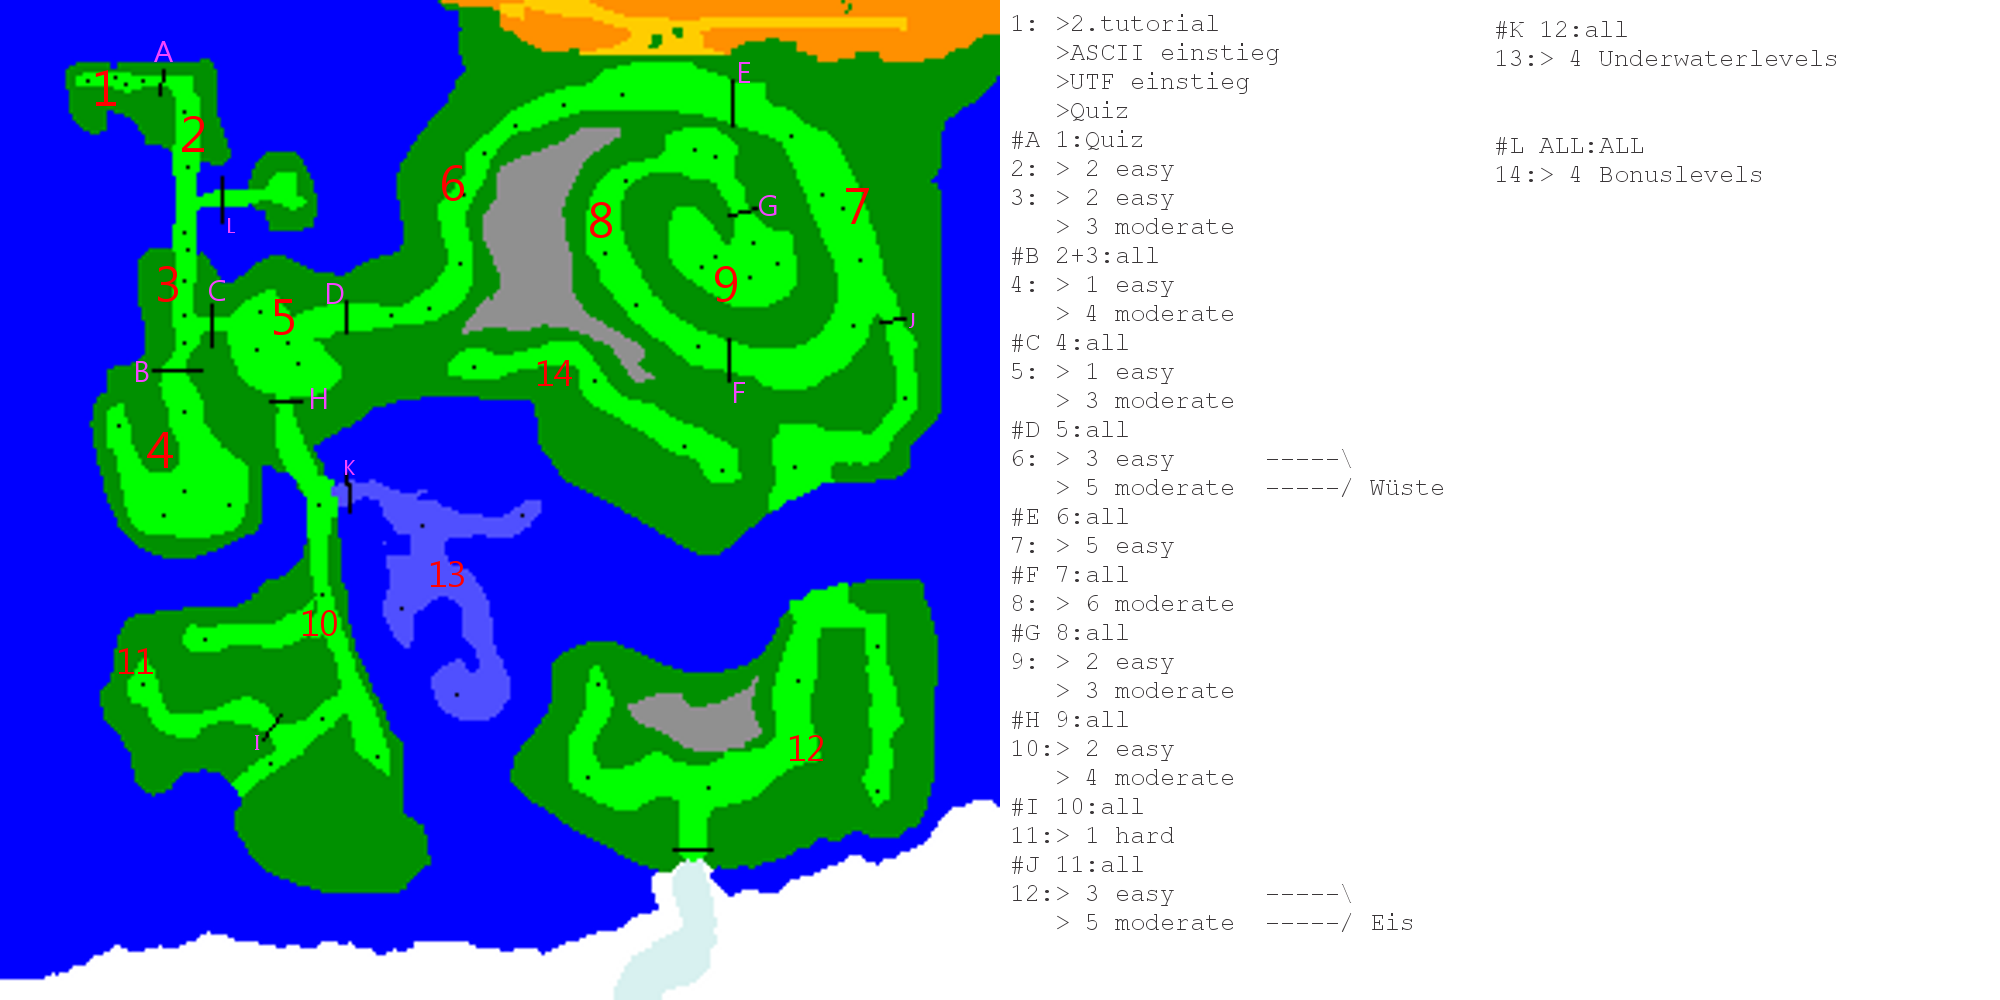 A
1
2
L
3
C
B
4
5
D
H
6
E
7
8
G
9
J
F
14
K
13
10
11
I
12
1: >2.tutorial
>ASCII einstieg
>UTF einstieg
>Quiz
#A 1:Quiz
2: > 2 easy
3: > 2 easy
> 3 moderate
#B 2+3:all
4: > 1 easy
> 4 moderate
#C 4:all
5: > 1 easy
> 3 moderate
#D 5:all
6: > 3 easy -----\
> 5 moderate -----/ Wüste
#E 6:all
7: > 5 easy
#F 7:all
8: > 6 moderate
#G 8:all
9: > 2 easy
> 3 moderate
#H 9:all
10:> 2 easy
> 4 moderate
#I 10:all
11:> 1 hard
#J 11:all
12:> 3 easy -----\
> 5 moderate -----/ Eis
#K 12:all
13:> 4 Underwaterlevels
#L ALL:ALL
14:> 4 Bonuslevels